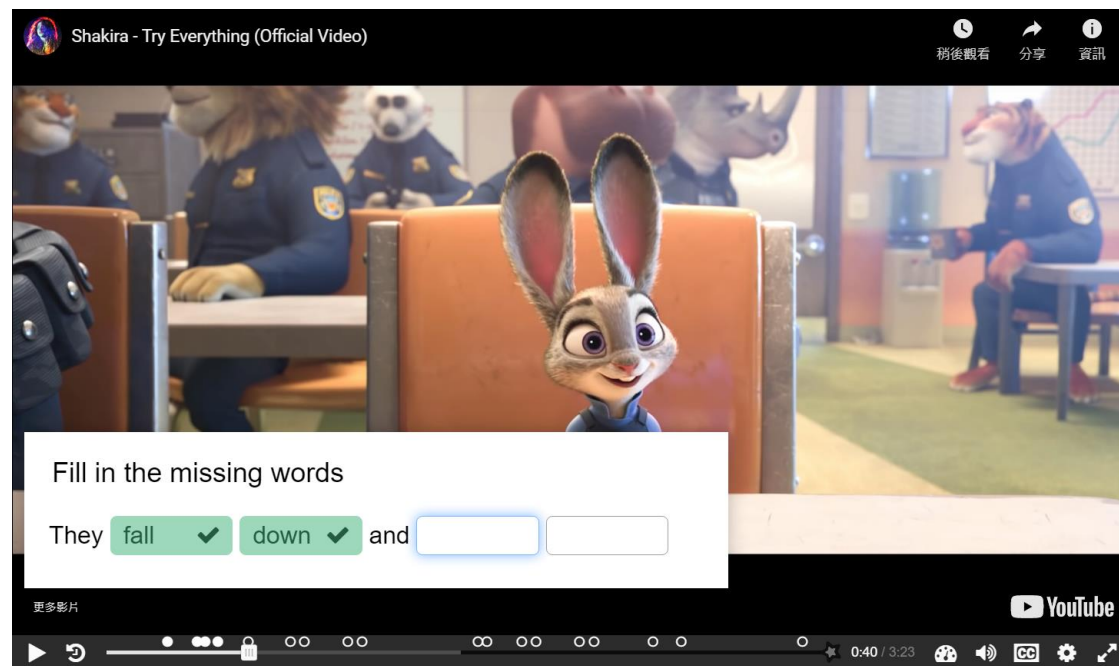 Shakira - Try Everything (Official Video)
稍後觀看
分享
資訊
Fill in the missing words
They fall down and
更多影片
YouTube
0:40 / 3:23
CC